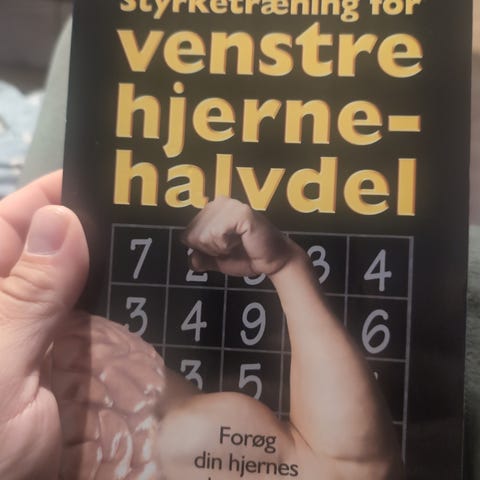 Styrketræning for
venstre
hjerne-
halvdel
7 3 4
3 4 9 6
3 5
Forøg
din hjernes